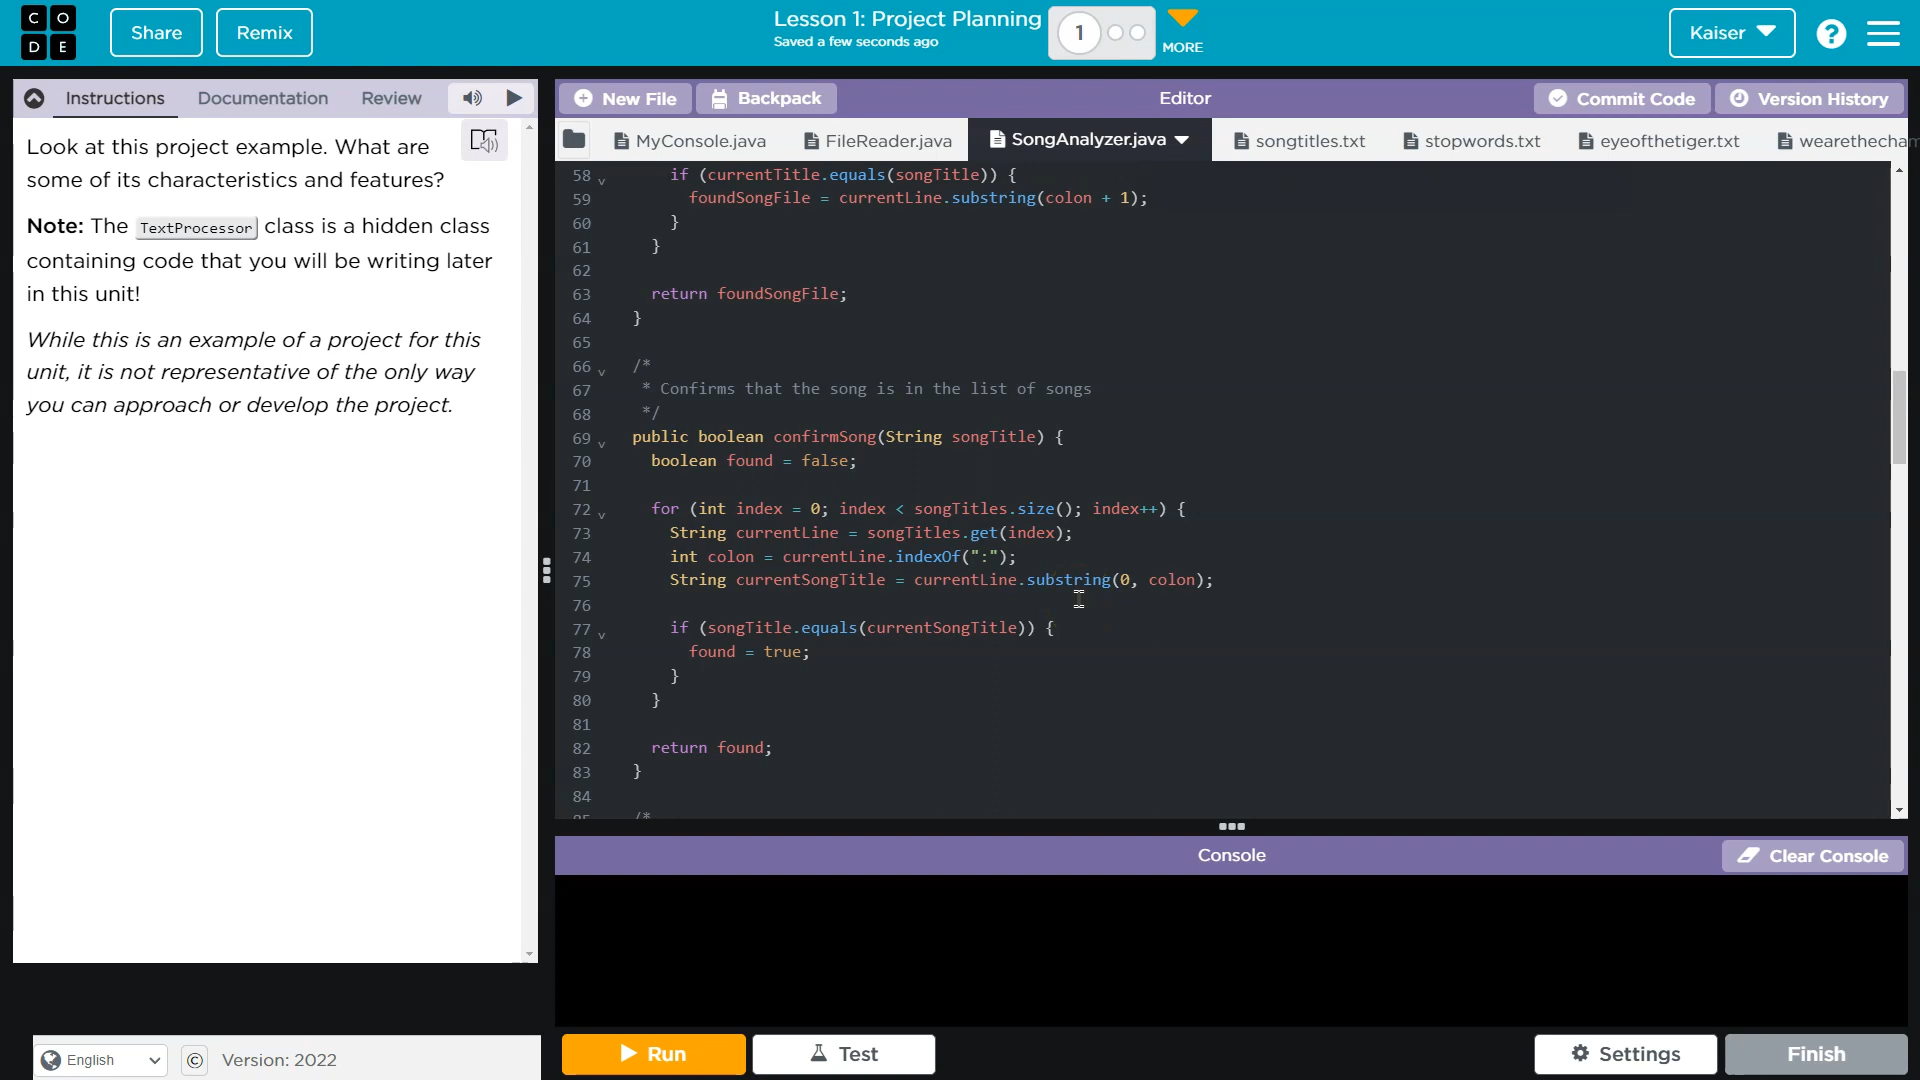 CODE
Share
Remix
Lesson 1: Project Planning
Saved a few seconds ago
1
MORE
Kaiser
?
Instructions
Documentation
Review
Look at this project example. What are
some of its characteristics and features?
Note: The TextProcessor class is a hidden class
containing code that you will be writing later
in this unit!
While this is an example of a project for this
unit, it is not representative of the only way
you can approach or develop the project.
New File
Backpack
Editor
Commit Code
Version History
MyConsole.java
FileReader.java
SongAnalyzer.java
songtitles.txt
stopwords.txt
eyeofthetiger.txt
wearethecham
58 if (currentTitle.equals(songTitle)) {
59 foundSongFile = currentLine.substring(colon + 1);
60 }
61 }
62
63 return foundSongFile;
64 }
65
66 /*
67 * Confirms that the song is in the list of songs
68 */
69 public boolean confirmSong(String songTitle) {
70 boolean found = false;
71
72 for (int index = 0; index < songTitles.size(); index++) {
73 String currentLine = songTitles.get(index);
74 int colon = currentLine.indexOf(":");
75 String currentSongTitle = currentLine.substring(0, colon);
76
77 if (songTitle.equals(currentSongTitle)) {
78 found = true;
79 }
80 }
81
82 return found;
83 }
84
85 /*
Console
Clear Console
English
©
Version: 2022
Run
Test
Settings
Finish